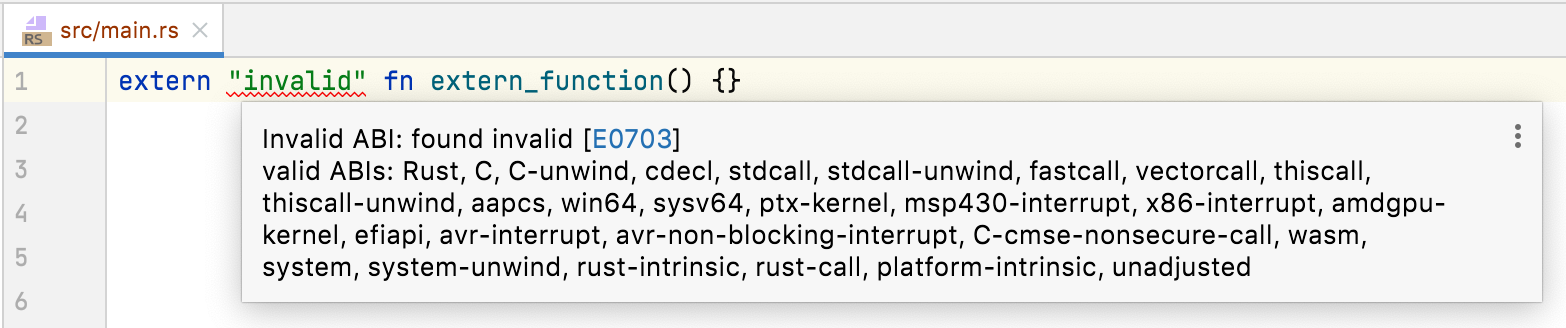 RS src/main.rs
1 extern "invalid" fn extern_function() {}
2
Invalid ABI: found invalid [E0703]
3 valid ABIs: Rust, C, C-unwind, cdecl, stdcall, stdcall-unwind, fastcall, vectorcall, thiscall,
4 thiscall-unwind, aapcs, win64, sysv64, ptx-kernel, msp430-interrupt, x86-interrupt, amdgpu-
5 kernel, efiapi, avr-interrupt, avr-non-blocking-interrupt, C-cmse-nonsecure-call, wasm,
6 system, system-unwind, rust-intrinsic, rust-call, platform-intrinsic, unadjusted